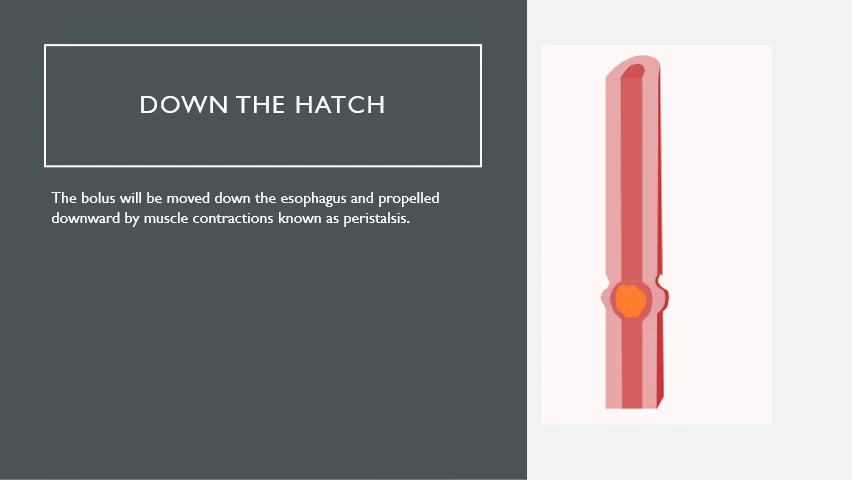 DOWN THE HATCH
The bolus will be moved down the esophagus and propelled
downward by muscle contractions known as peristalsis.